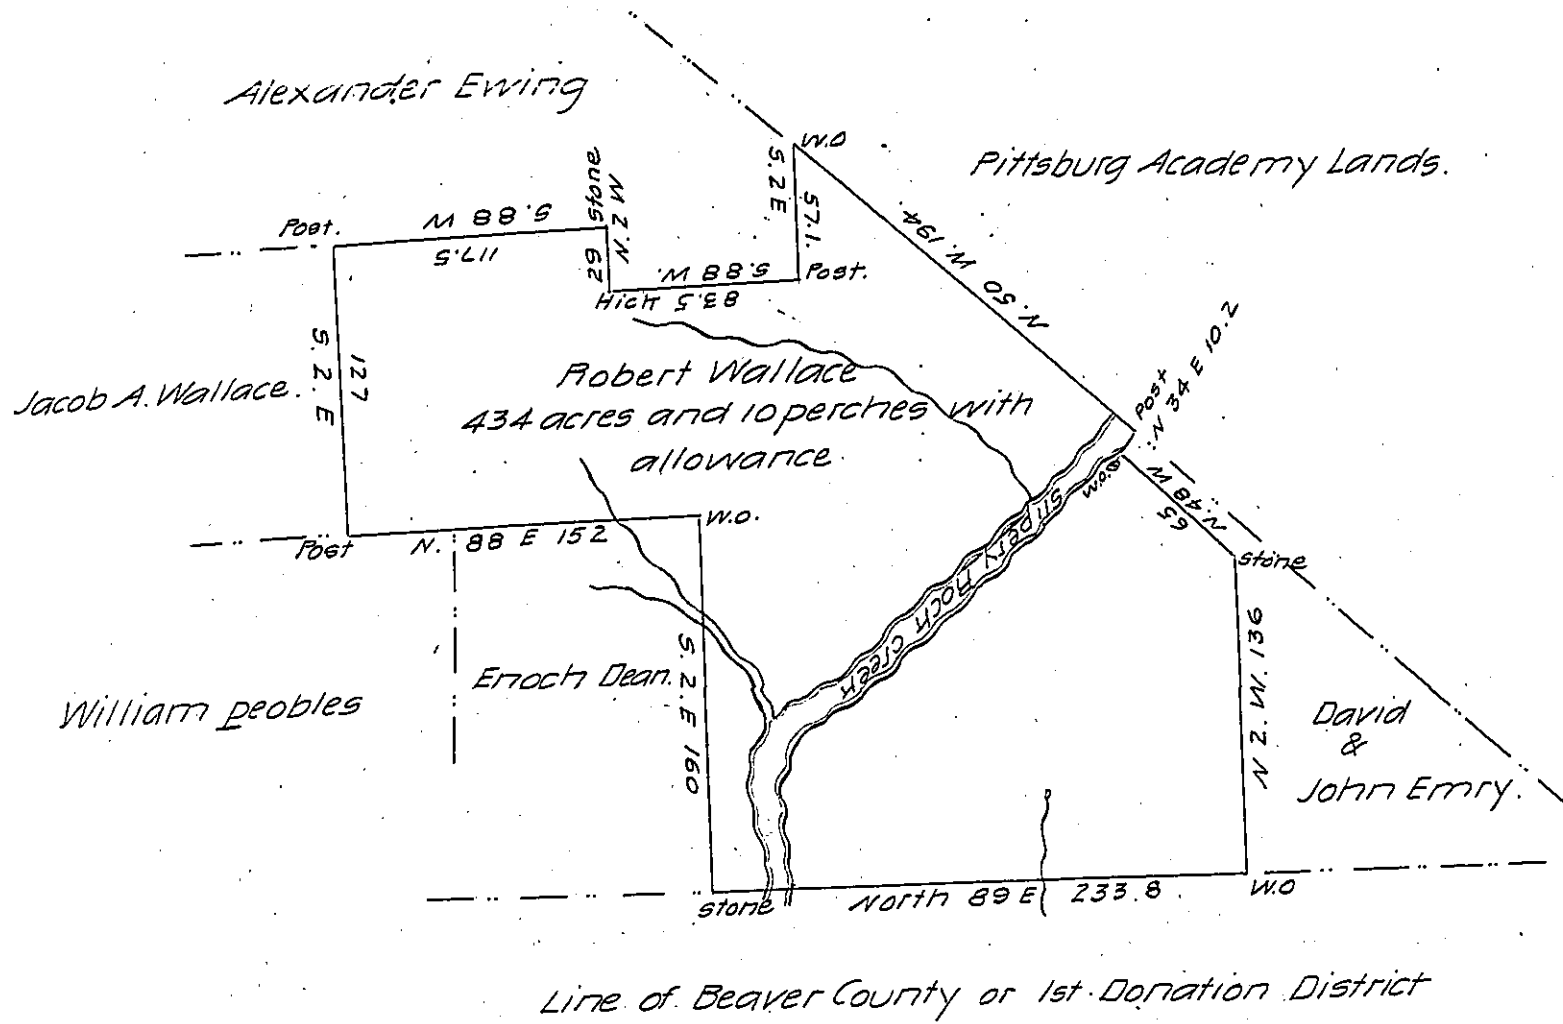 Alexander Ewing
Pittsburg Academy Lands.
W.O
S. 2 E
57.1.
Post.
N. 50 W. 194.
Stone
N. 2 W
29
Post.
S. 88 W
117.5
S. 88 W.
83.5
Hick
Jacob A. Wallace.
S. 2. E
127
Robert Wallace
434 acres and 10 perches with
allowance
Post
N 34 E 10.2
W.O.
N. 48 W
65
Stone
Slipery Rock creek
Post
N. 88 E 152
W.O.
William peobles
Enoch Dean.
S. 2. E 160
N 2. W. 136
David
&
John Emry.
Stone
North 89 E 233.8.
W.O
Line of Beaver County or 1st Donation District